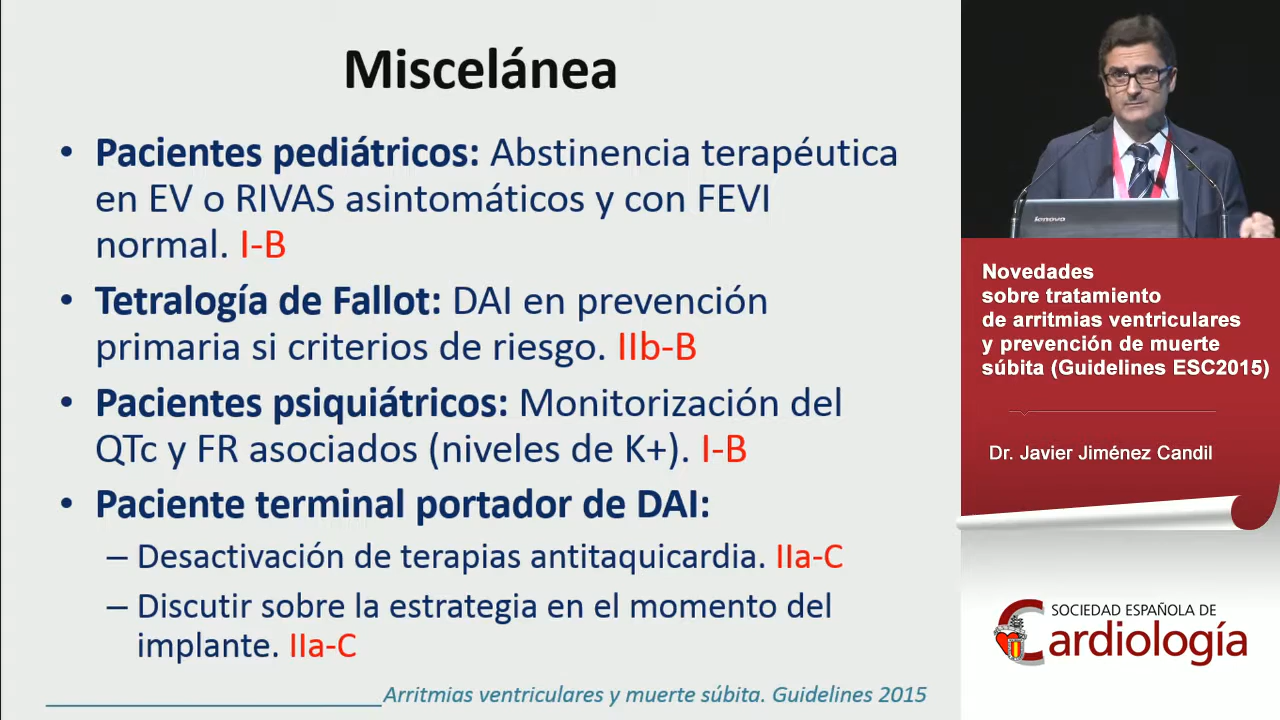 Miscelánea
• Pacientes pediátricos: Abstinencia terapéutica
en EV o RIVAS asintomáticos y con FEVI
normal. I-B
• Tetralogía de Fallot: DAI en prevención
primaria si criterios de riesgo. IIb-B
• Pacientes psiquiátricos: Monitorización del
QTc y FR asociados (niveles de K+). I-B
• Paciente terminal portador de DAI:
– Desactivación de terapias antitaquicardia. IIa-C
– Discutir sobre la estrategia en el momento del
implante. IIa-C
Arritmias ventriculares y muerte súbita. Guidelines 2015
lenovo
Novedades
sobre tratamiento
de arritmias ventriculares
y prevención de muerte
súbita (Guidelines ESC2015)
Dr. Javier Jiménez Candil
SOCIEDAD ESPAÑOLA DE
Cardiología